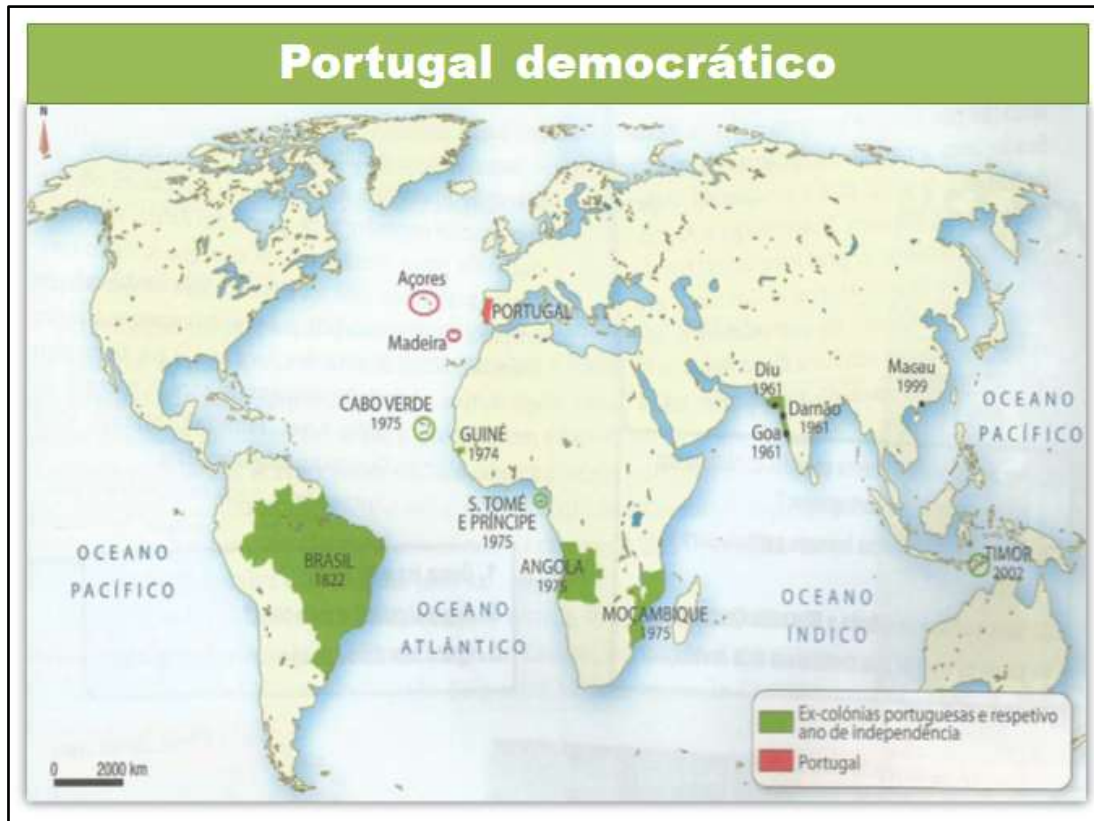 Portugal democrático
N
Açores
PORTUGAL
Madeira
Diu
1961
Macau
1999
Damão
1961
Goa
1961
OCEANO
PACÍFICO
CABO VERDE
1975
GUINÉ
1974
S. TOMÉ
E PRÍNCIPE
1975
OCEANO
PACÍFICO
BRASIL
1822
OCEANO
ATLÂNTICO
ANGOLA
1975
MOÇAMBIQUE
1975
OCEANO
ÍNDICO
TIMOR
2002
Ex-colónias portuguesas e respetivo
ano de independência
Portugal
0 2000 km